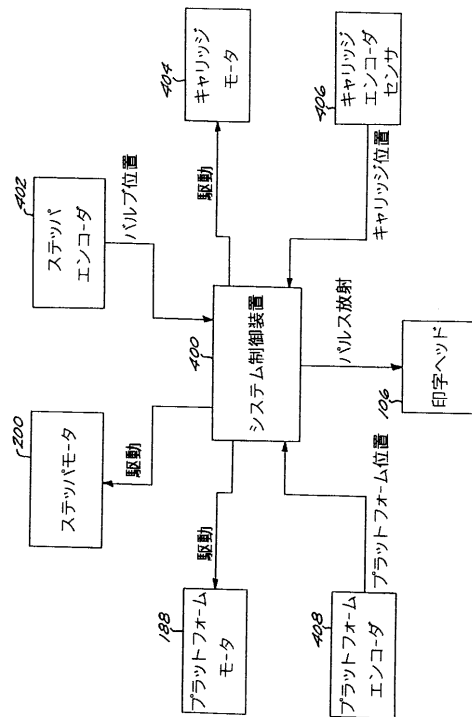 200
ステッパモータ
402
ステッパ
エンコーダ
駆動
バルブ位置
188
プラットフォーム
モータ
駆動
400
システム制御装置
駆動
404
キャリッジ
モータ
408
プラットフォーム
エンコーダ
プラットフォーム位置
パルス放射
106
印字ヘッド
キャリッジ位置
406
キャリッジ
エンコーダ
センサ